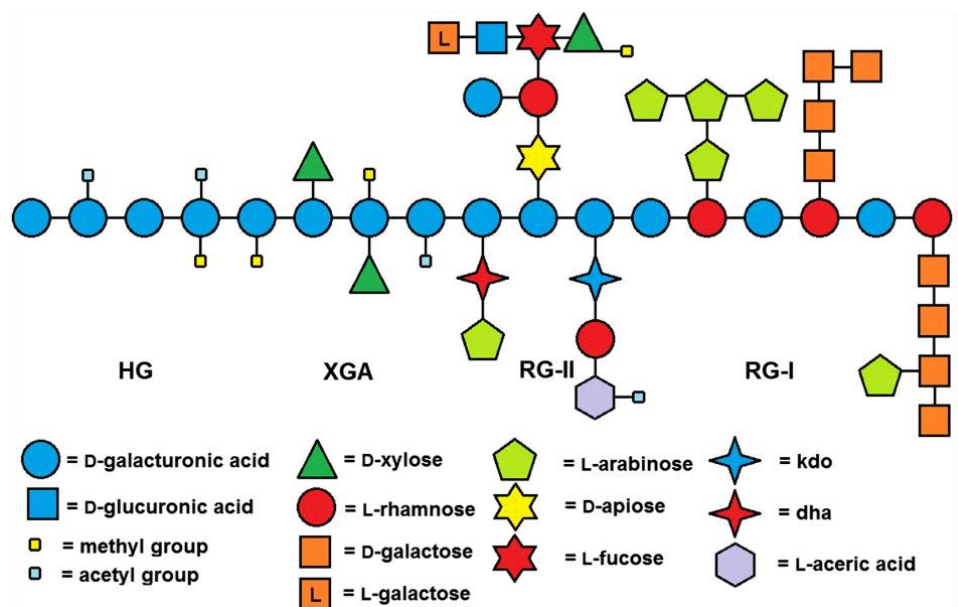 L
HG
XGA
RG-II
RG-I
= D-galacturonic acid
= D-glucuronic acid
= methyl group
= acetyl group
= D-xylose
= L-rhamnose
= D-galactose
L = L-galactose
= L-arabinose
= D-apiose
= L-fucose
= kdo
= dha
= L-aceric acid